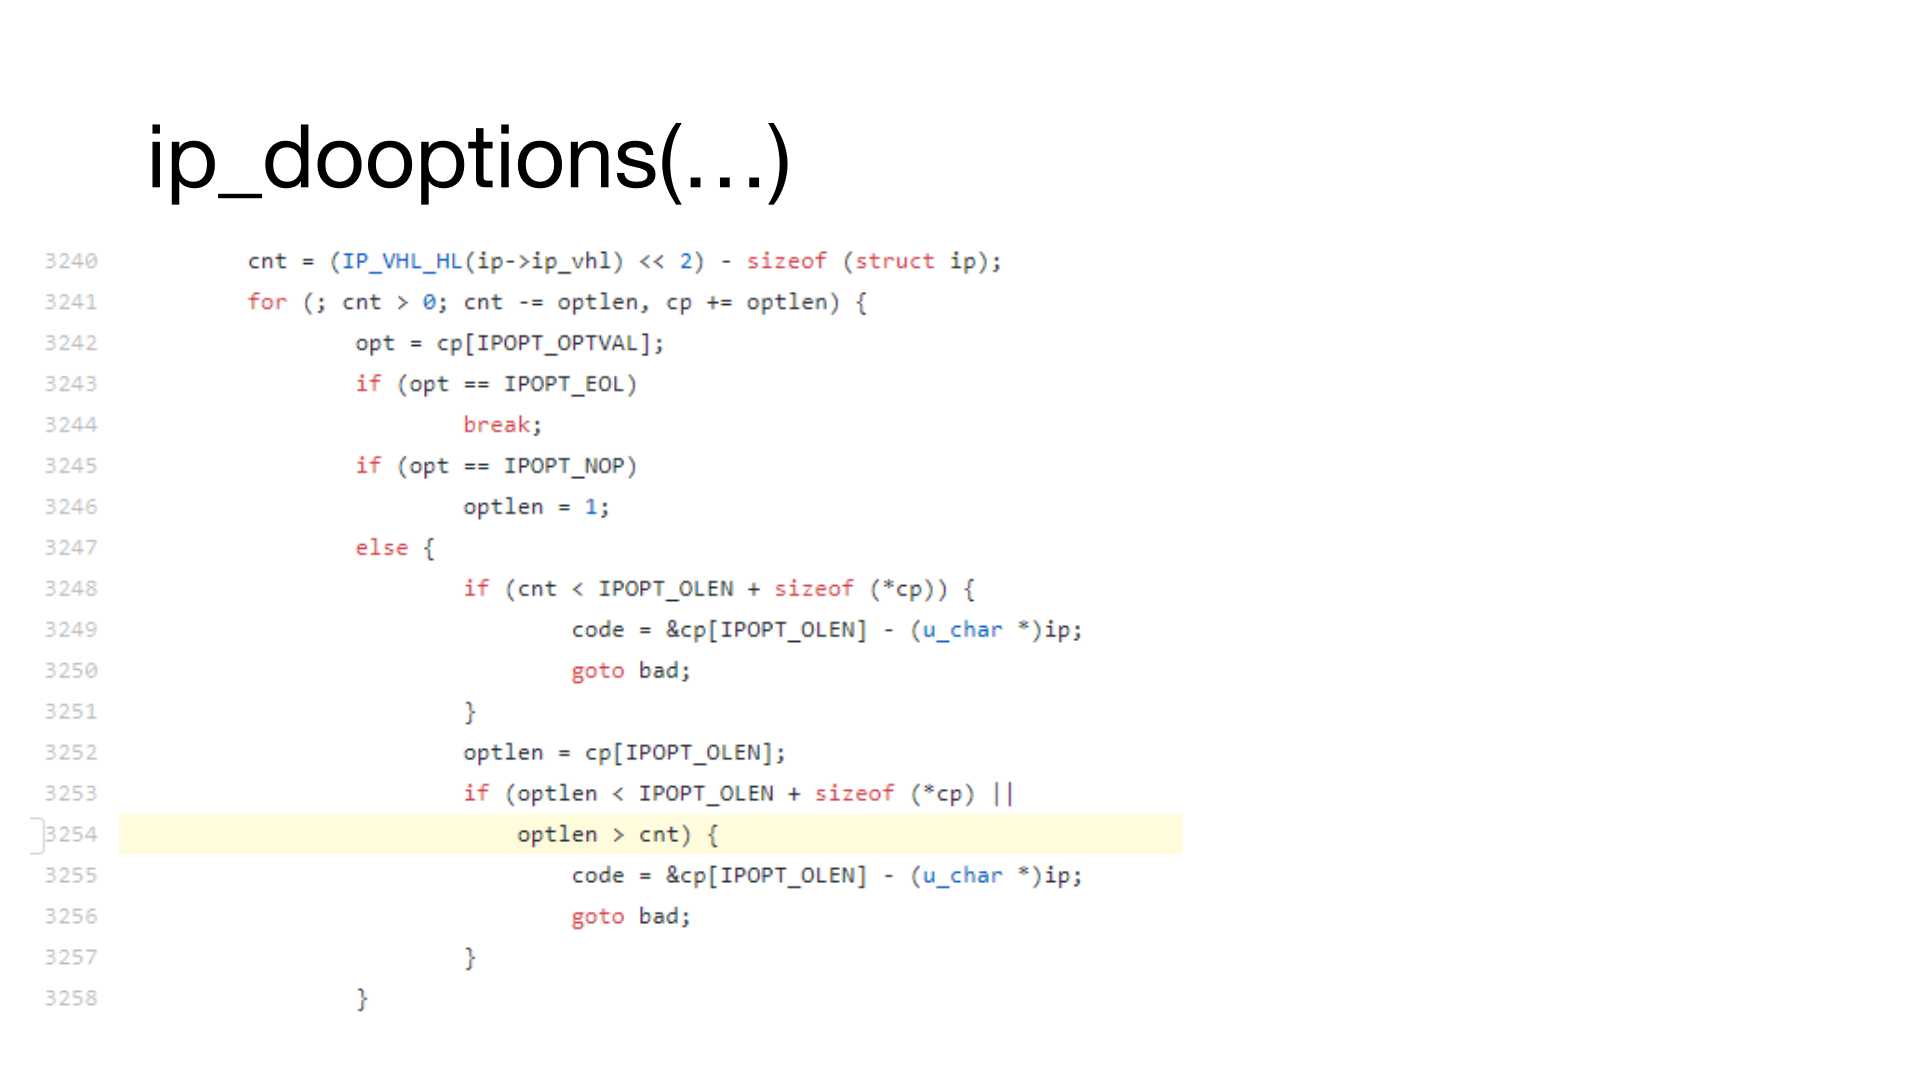 ip_dooptions(...)
3240 cnt = (IP_VHL_HL(ip->ip_vhl) << 2) - sizeof (struct ip);
3241 for (; cnt > 0; cnt -= optlen, cp += optlen) {
3242 opt = cp[IPOPT_OPTVAL];
3243 if (opt == IPOPT_EOL)
3244 break;
3245 if (opt == IPOPT_NOP)
3246 optlen = 1;
3247 else {
3248 if (cnt < IPOPT_OLEN + sizeof (*cp)) {
3249 code = &cp[IPOPT_OLEN] - (u_char *)ip;
3250 goto bad;
3251 }
3252 optlen = cp[IPOPT_OLEN];
3253 if (optlen < IPOPT_OLEN + sizeof (*cp) ||
3254 optlen > cnt) {
3255 code = &cp[IPOPT_OLEN] - (u_char *)ip;
3256 goto bad;
3257 }
3258 }